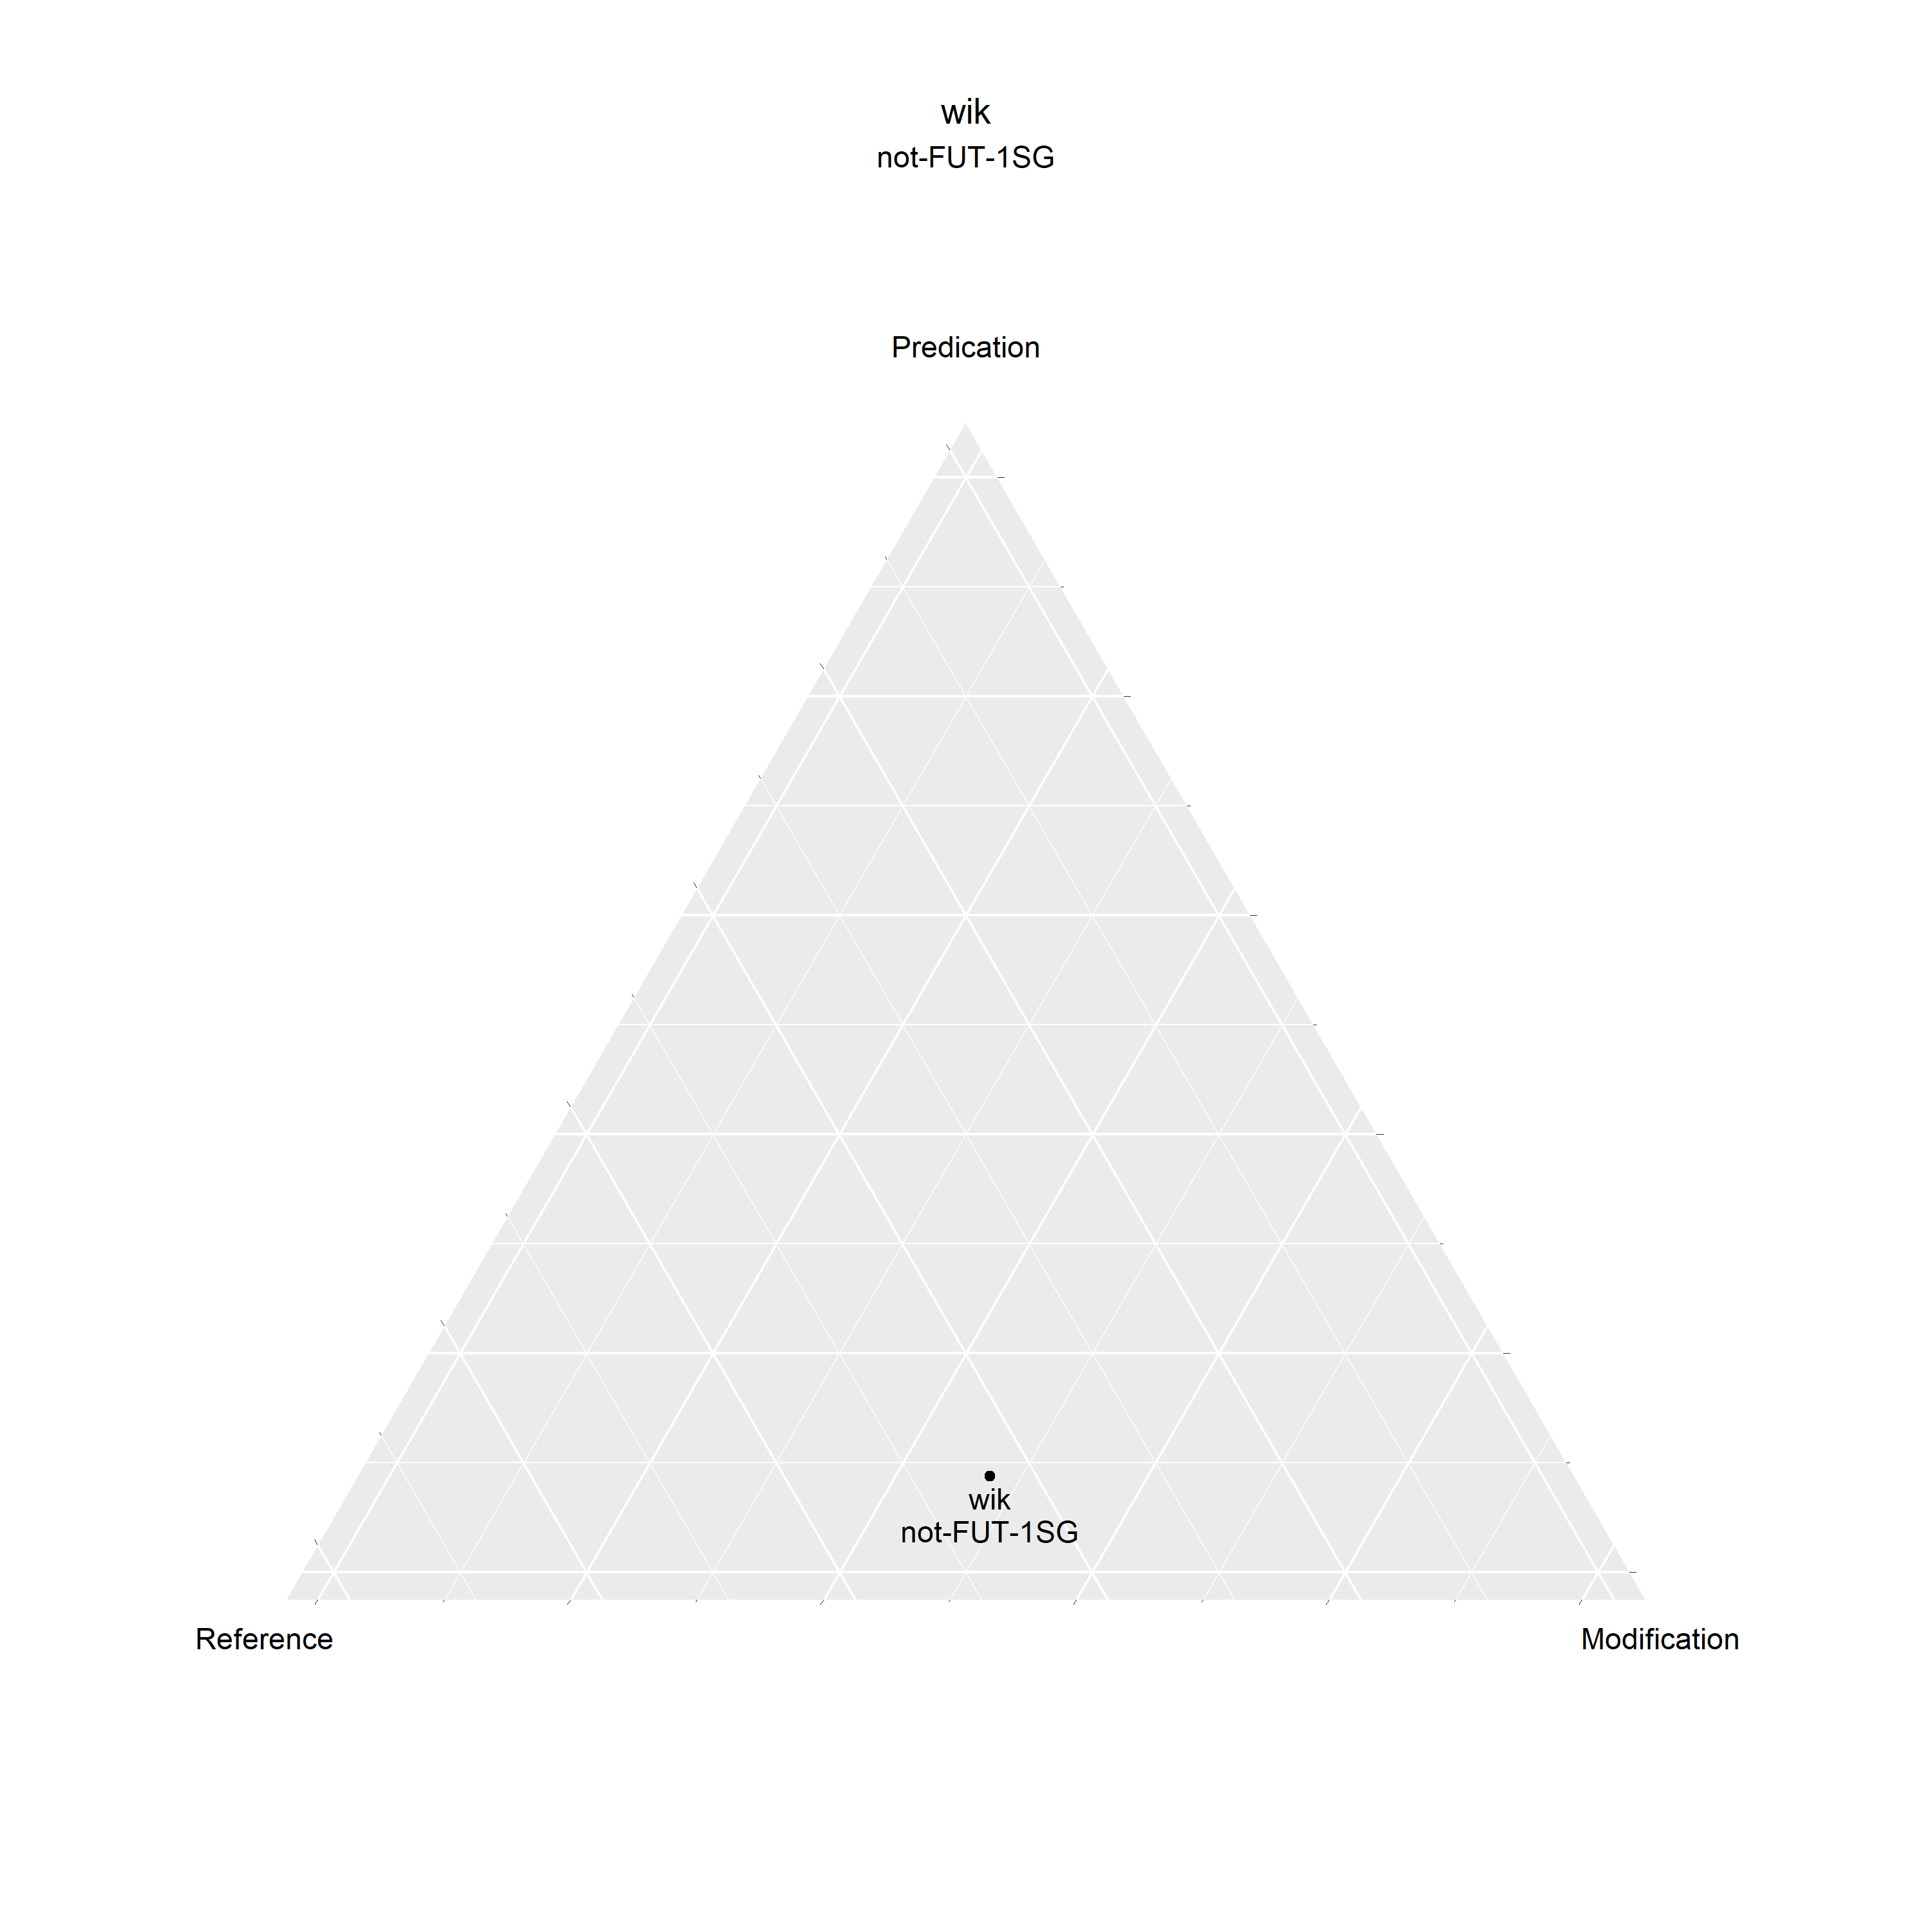 wik
not-FUT-1SG
Predication
wik
not-FUT-1SG
Reference
Modification